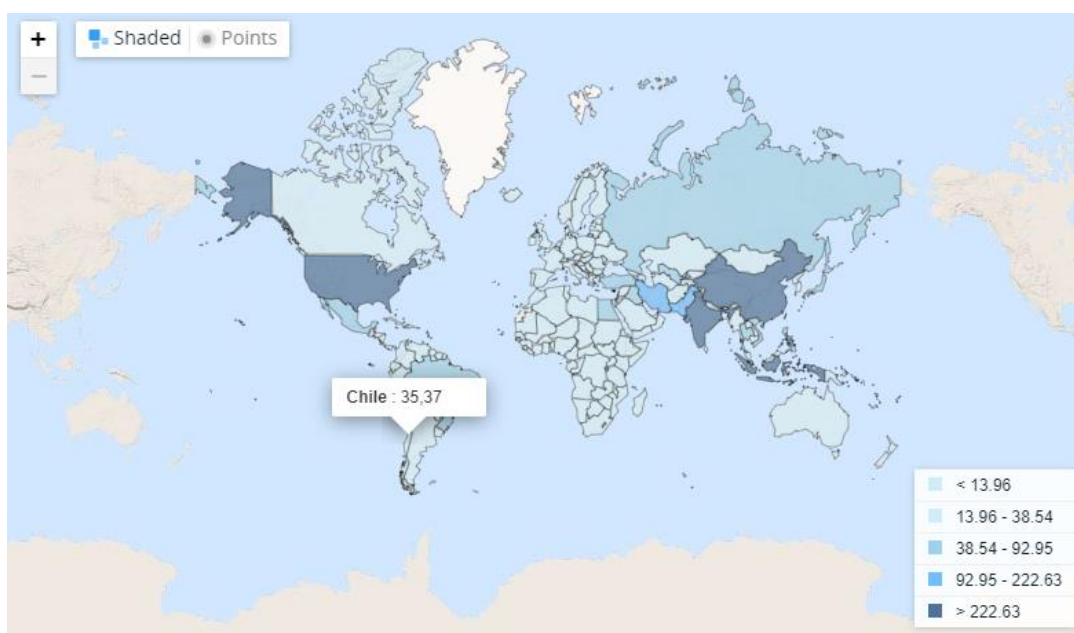 +
Shaded
Points
−
Chile : 35,37
< 13.96
13.96 - 38.54
38.54 - 92.95
92.95 - 222.63
> 222.63